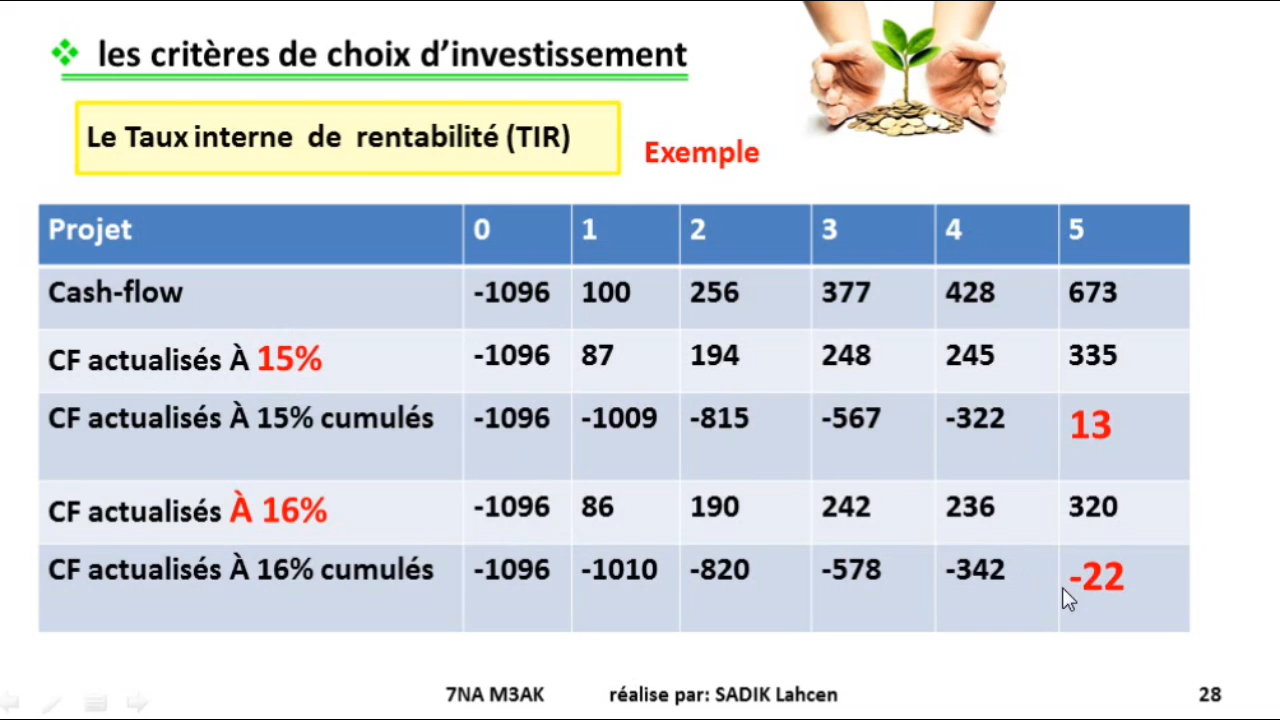 les critères de choix d’investissement
Le Taux interne de rentabilité (TIR)
Exemple
Projet 0 1 2 3 4 5
Cash-flow -1096 100 256 377 428 673
CF actualisés À 15% -1096 87 194 248 245 335
CF actualisés À 15% cumulés -1096 -1009 -815 -567 -322 13
CF actualisés À 16% -1096 86 190 242 236 320
CF actualisés À 16% cumulés -1096 -1010 -820 -578 -342 -22
7NA M3AK réalise par: SADIK Lahcen 28